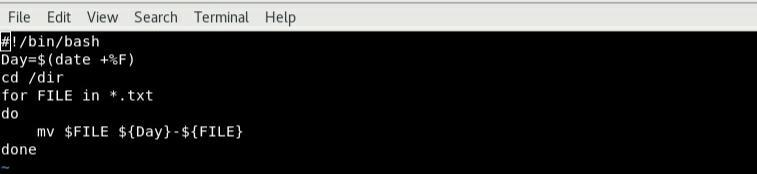 File Edit View Search Terminal Help
#!/bin/bash
Day=$(date +%F)
cd /dir
for FILE in *.txt
do
    mv $FILE ${Day}-${FILE}
done
~